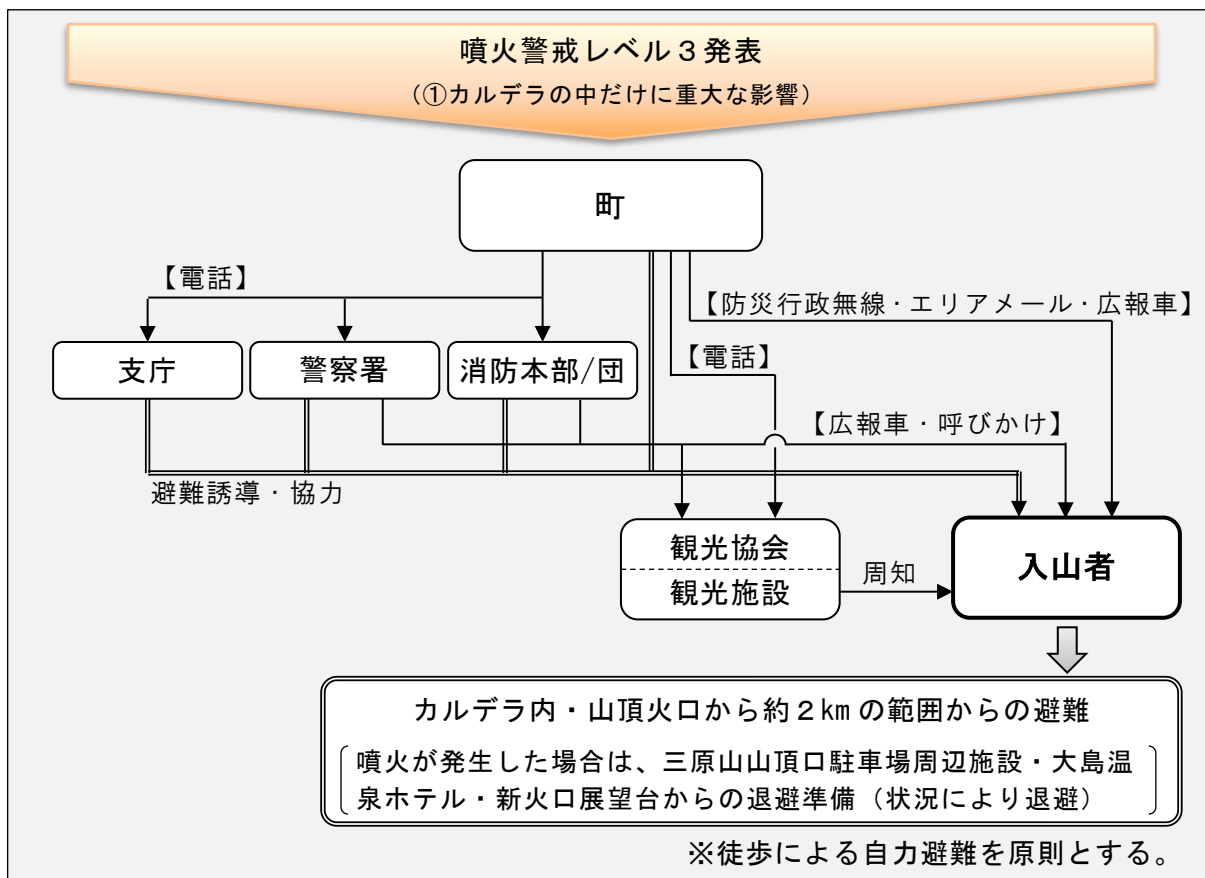 噴火警戒レベル３発表
（①カルデラの中だけに重大な影響）
町
【電話】
【防災行政無線・エリアメール・広報車】
支庁
警察署
消防本部/団
【電話】
【広報車・呼びかけ】
避難誘導・協力
観光協会
観光施設
周知
入山者
カルデラ内・山頂火口から約２㎞の範囲からの避難
噴火が発生した場合は、三原山山頂口駐車場周辺施設・大島温
泉ホテル・新火口展望台からの退避準備（状況により退避）
※徒歩による自力避難を原則とする。